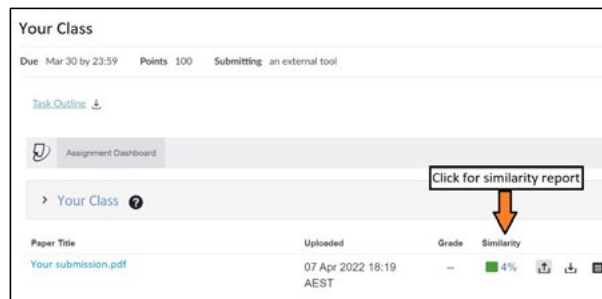 Your Class
Due Mar 30 by 23:59 Points 100 Submitting an external tool
Task Outline
Assignment Dashboard
Click for similarity report
> Your Class ?
Paper Title Uploaded Grade Similarity
Your submission.pdf 07 Apr 2022 18:19 -- 4%
AEST